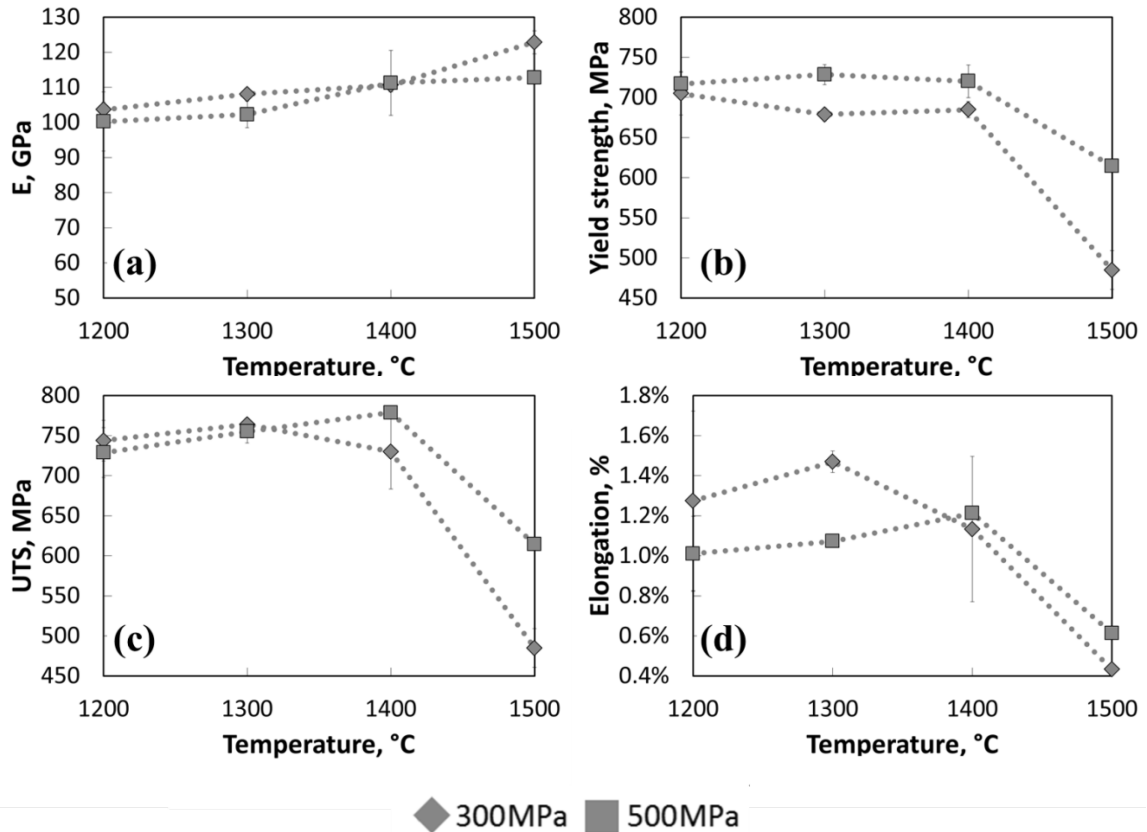 130
120
110
100
90
80
70
60
50
E, GPa
(a)
1200 1300 1400 1500
Temperature, °C
800
750
700
650
600
550
500
450
Yield strength, MPa
(b)
1200 1300 1400 1500
Temperature, °C
800
750
700
650
600
550
500
450
UTS, MPa
(c)
1200 1300 1400 1500
Temperature, °C
1.8%
1.6%
1.4%
1.2%
1.0%
0.8%
0.6%
0.4%
Elongation, %
(d)
1200 1300 1400 1500
Temperature, °C
300MPa 500MPa